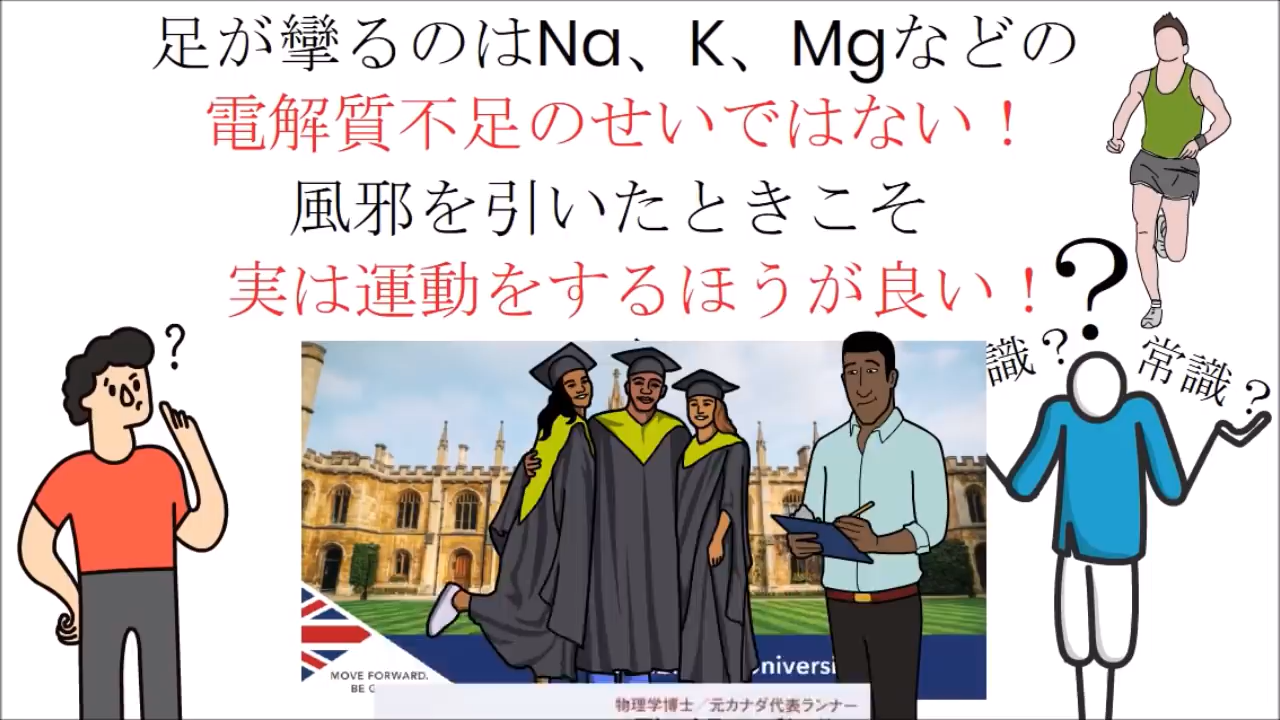 足が攣るのはNa、K、Mgなどの
電解質不足のせいではない！
風邪を引いたときこそ
実は運動をするほうが良い！
?
?
識？
常識？
MOVE FORWARD.
BE
universi
物理学博士／元カナダ代表ランナー